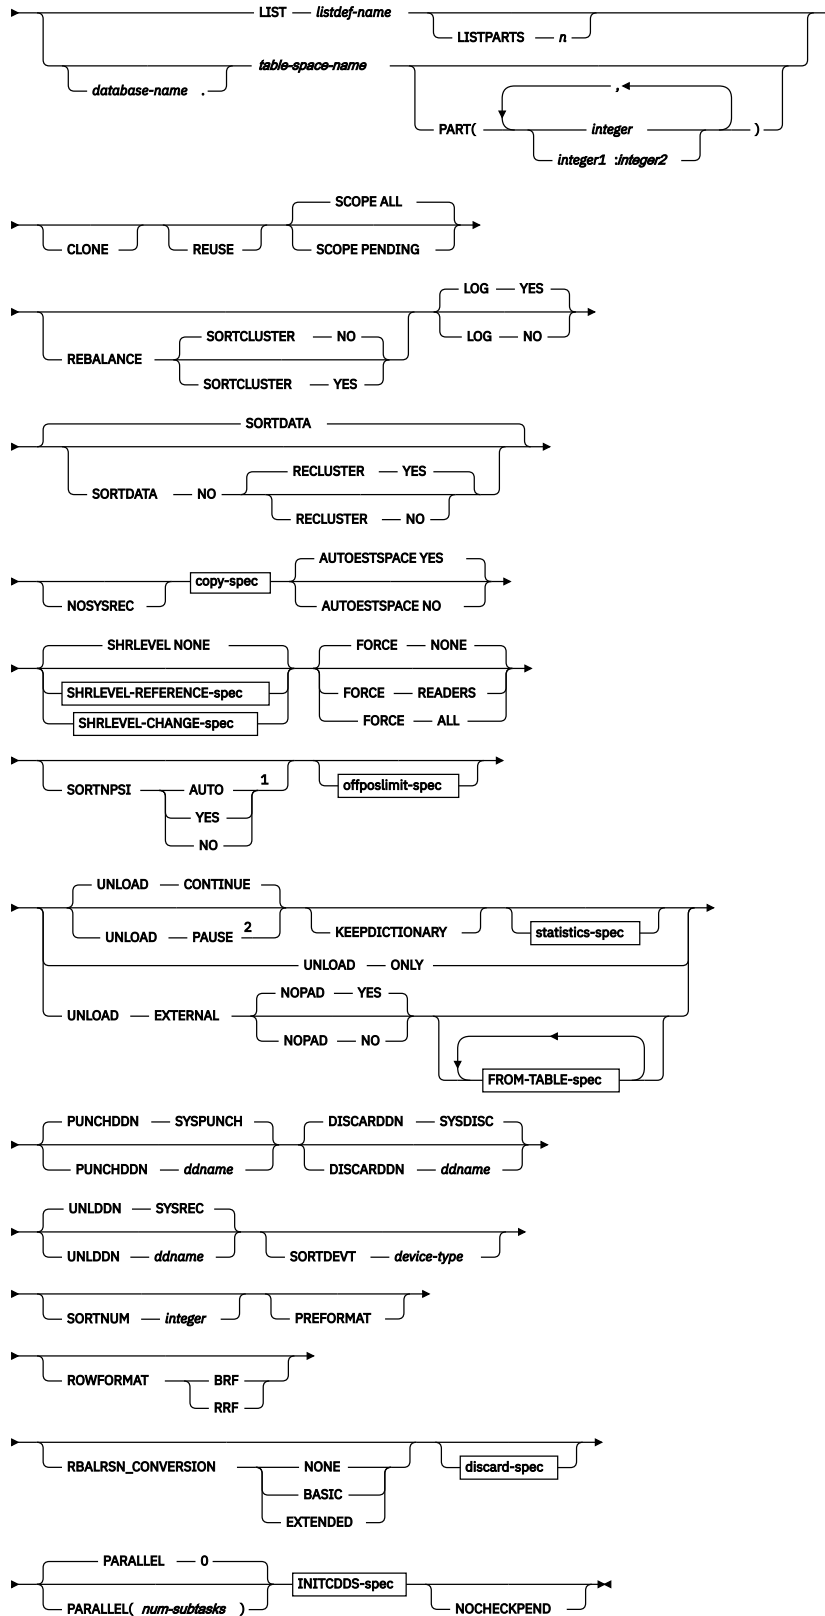 LIST listdef-name
LISTPARTS n
table-space-name
database-name .
,
PART( integer )
integer1 :integer2
SCOPE ALL
CLONE REUSE SCOPE PENDING
LOG YES
SORTCLUSTER NO LOG NO
REBALANCE
SORTCLUSTER YES
SORTDATA
RECLUSTER YES
SORTDATA NO
RECLUSTER NO
AUTOESTSPACE YES
copy-spec
NOSYSREC AUTOESTSPACE NO
SHRLEVEL NONE FORCE NONE
SHRLEVEL-REFERENCE-spec FORCE READERS
SHRLEVEL-CHANGE-spec FORCE ALL
SORTNPSI AUTO 1 offposlimit-spec
YES
NO
UNLOAD CONTINUE
UNLOAD PAUSE 2 KEEPDICTIONARY statistics-spec
UNLOAD ONLY
NOPAD YES
UNLOAD EXTERNAL
NOPAD NO
FROM-TABLE-spec
PUNCHDDN SYSPUNCH DISCARDDN SYSDISC
PUNCHDDN ddname DISCARDDN ddname
UNLDDN SYSREC
UNLDDN ddname SORTDEVT device-type
SORTNUM integer PREFORMAT
ROWFORMAT BRF
RRF
RBALRSN_CONVERSION NONE discard-spec
BASIC
EXTENDED
PARALLEL 0
INITCDDS-spec
PARALLEL( num-subtasks ) NOCHECKPEND